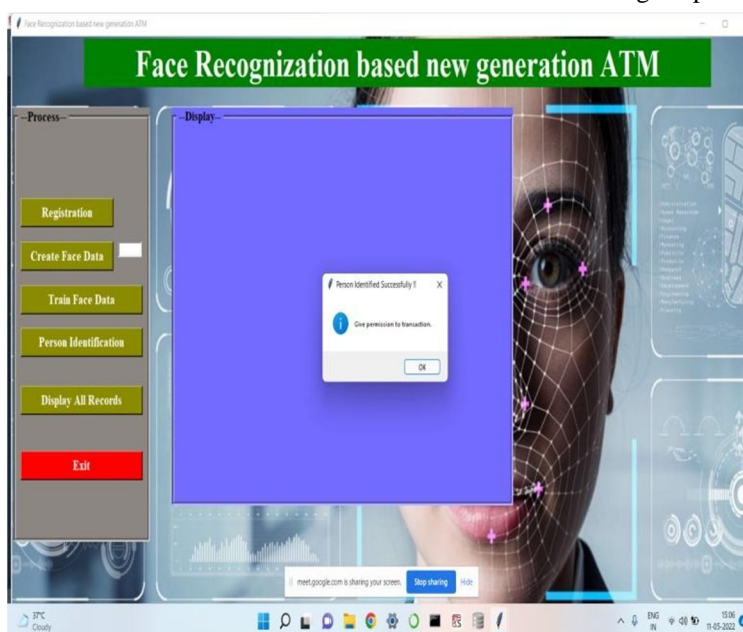 Face Recognization based new generation ATM
Face Recognization based new generation ATM
--Process--
Registration
Create Face Data
Train Face Data
Person Identification
Display All Records
Exit
--Display--
Person Identified Successfully !!
Give permission to transaction.
OK
meet.google.com is sharing your screen.
Stop sharing
Hide
37°C
Cloudy
ENG
IN
15:06
11-05-2022